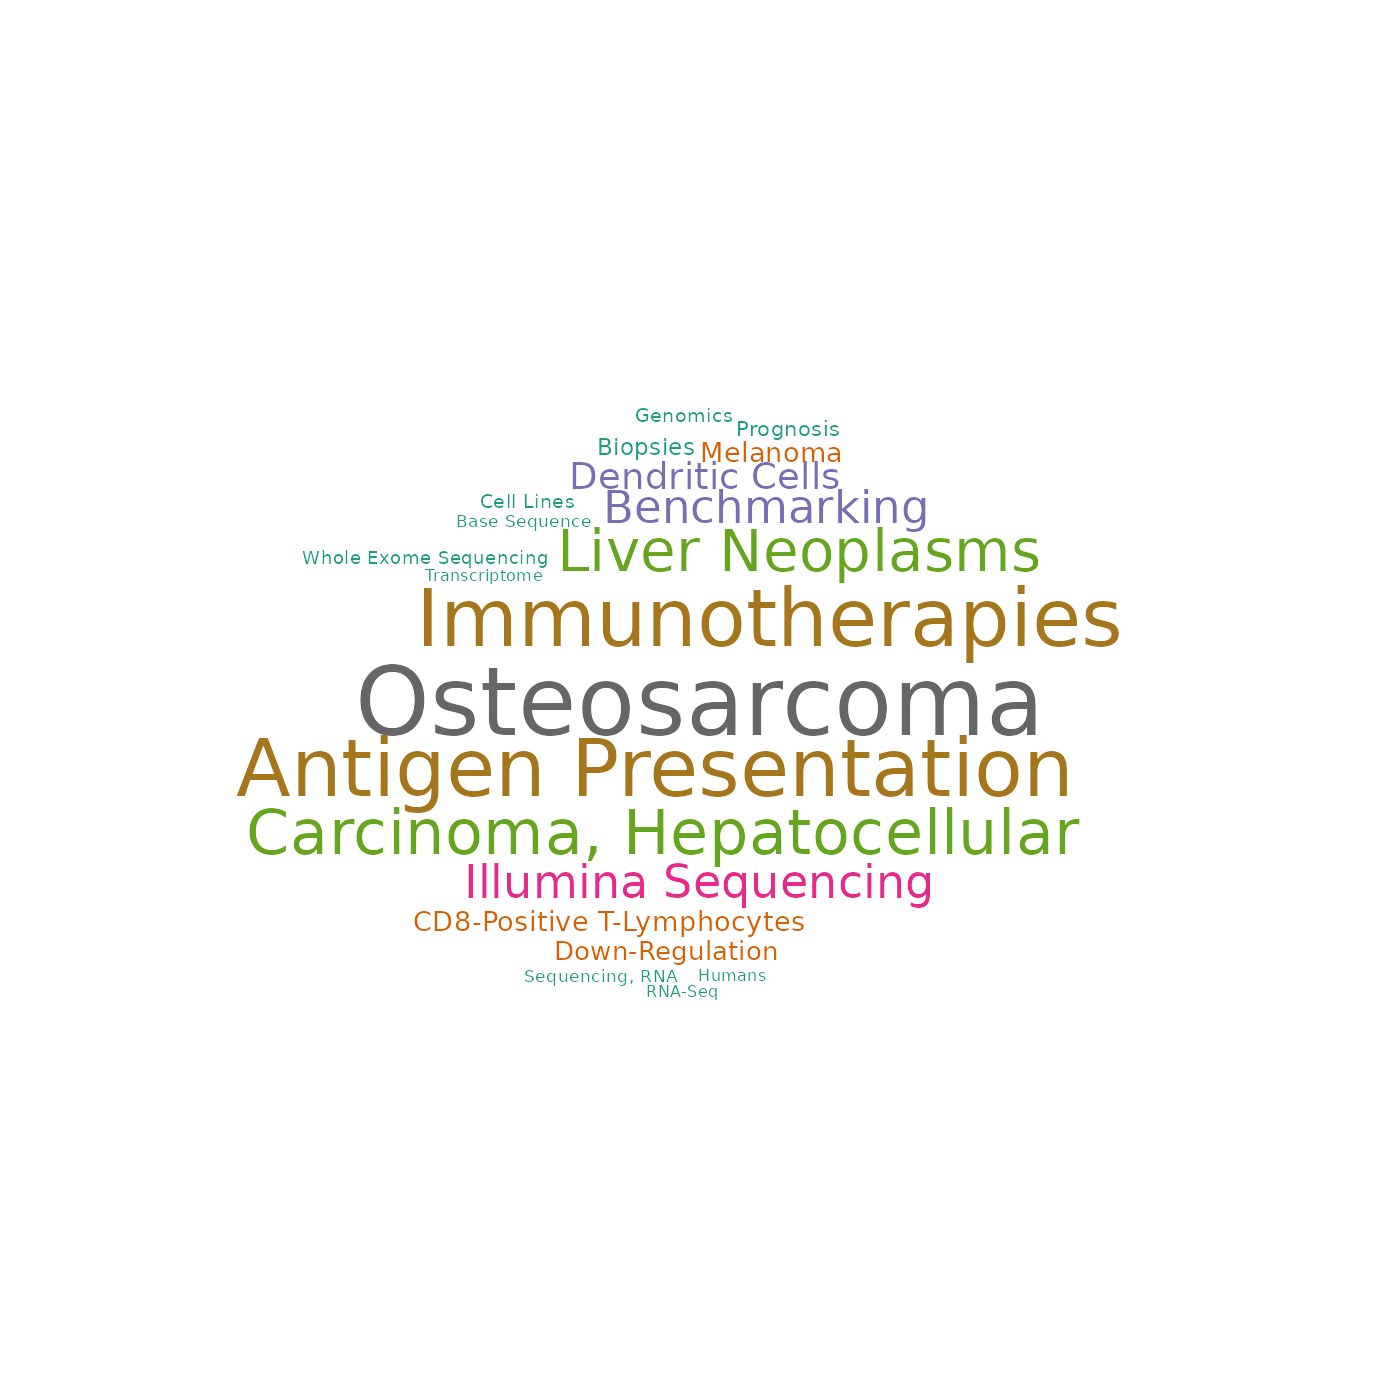 Genomics
Prognosis
Biopsies
Melanoma
Dendritic Cells
Cell Lines
Benchmarking
Base Sequence
Liver Neoplasms
Whole Exome Sequencing
Transcriptome
Immunotherapies
Osteosarcoma
Antigen Presentation
Carcinoma, Hepatocellular
Illumina Sequencing
CD8-Positive T-Lymphocytes
Down-Regulation
Sequencing, RNA
Humans
RNA-Seq